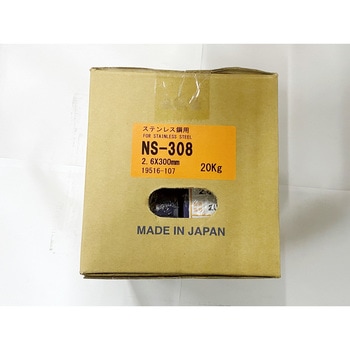 ステンレス鋼用
FOR STAINLESS STEEL
NS-308
2.6X300mm
20Kg
19516-107
MADE IN JAPAN